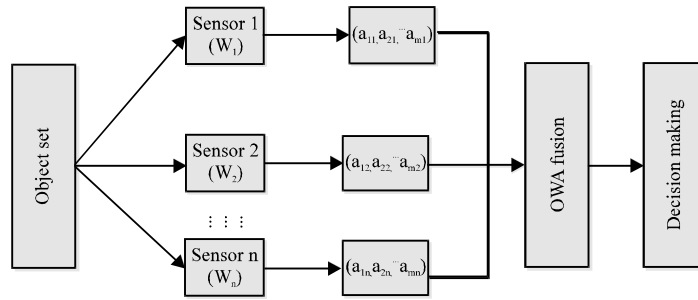 Object set
Sensor 1
(W₁)
(a₁₁,a₂₁,...aₘ₁)
Sensor 2
(W₂)
(a₁₂,a₂₂,...aₘ₂)
Sensor n
(Wₙ)
(a₁ₙ,a₂ₙ,...aₘₙ)
OWA fusion
Decision making